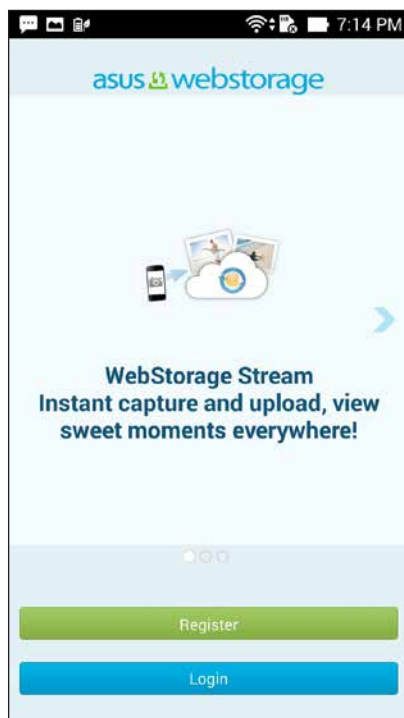 7:14 PM
asus webstorage
WebStorage Stream
Instant capture and upload, view
sweet moments everywhere!
Register
Login